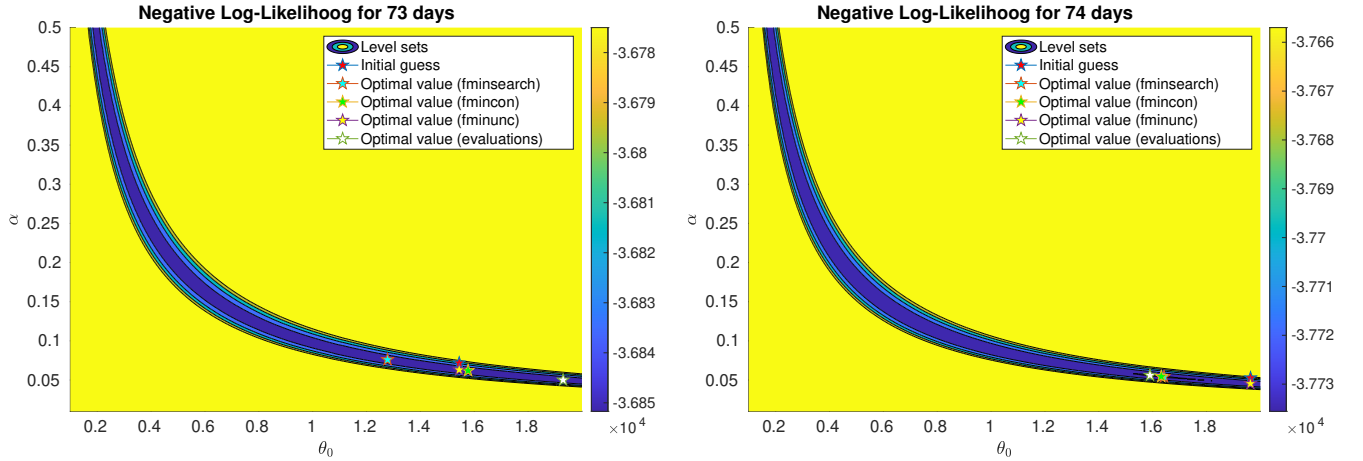 Negative Log-Likelihoog for 73 days
0.5
0.45
0.4
0.35
0.3
0.25
0.2
0.15
0.1
0.05
α
0.2 0.4 0.6 0.8 1 1.2 1.4 1.6 1.8
θ0
Level sets
Initial guess
Optimal value (fminsearch)
Optimal value (fmincon)
Optimal value (fminunc)
Optimal value (evaluations)
-3.678
-3.679
-3.68
-3.681
-3.682
-3.683
-3.684
-3.685
×10^4
Negative Log-Likelihoog for 74 days
0.5
0.45
0.4
0.35
0.3
0.25
0.2
0.15
0.1
0.05
α
0.2 0.4 0.6 0.8 1 1.2 1.4 1.6 1.8
θ0
Level sets
Initial guess
Optimal value (fminsearch)
Optimal value (fmincon)
Optimal value (fminunc)
Optimal value (evaluations)
-3.766
-3.767
-3.768
-3.769
-3.77
-3.771
-3.772
-3.773
×10^4